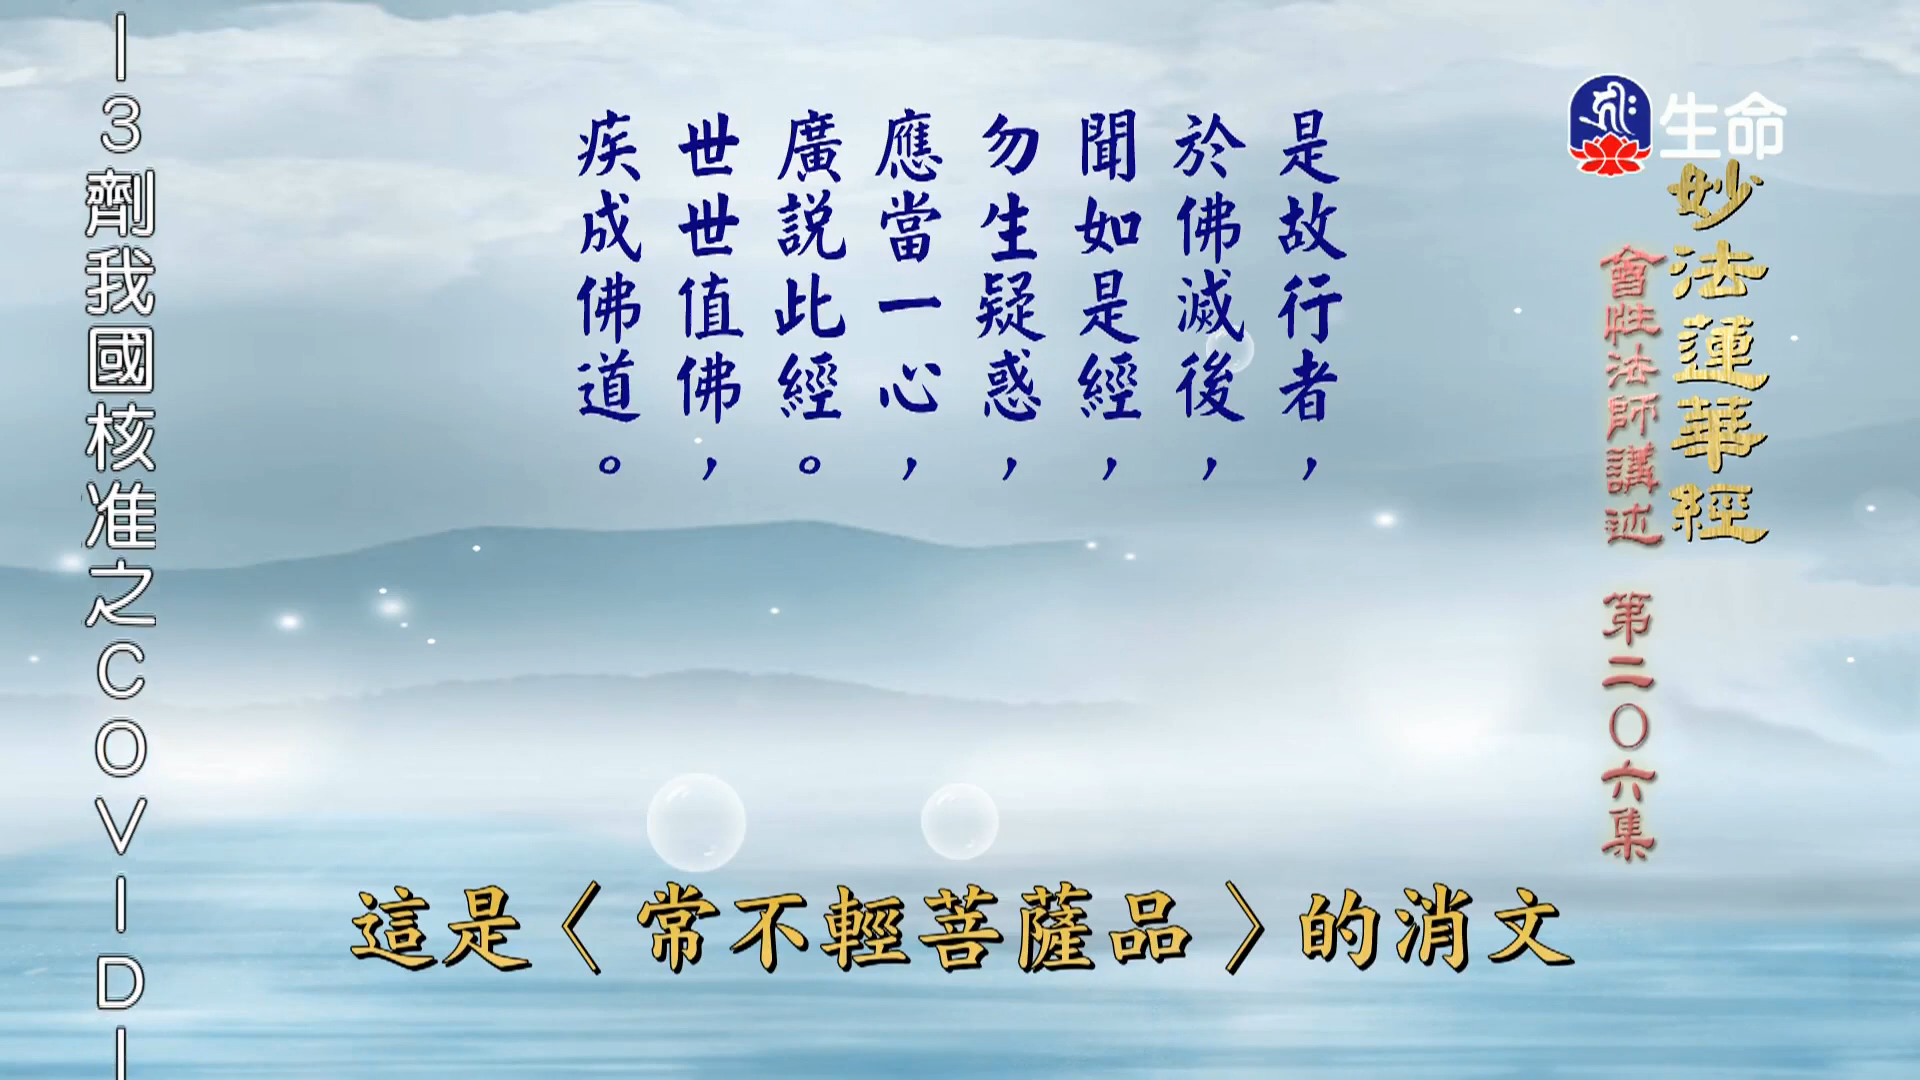 生命
妙法蓮華經
會性法師講述 第二〇六集
是故行者，
於佛滅後，
聞如是經，
勿生疑惑，
應當一心，
廣說此經。
世世值佛，
疾成佛道。
－3劑我國核准之COVID－
這是〈常不輕菩薩品〉的消文